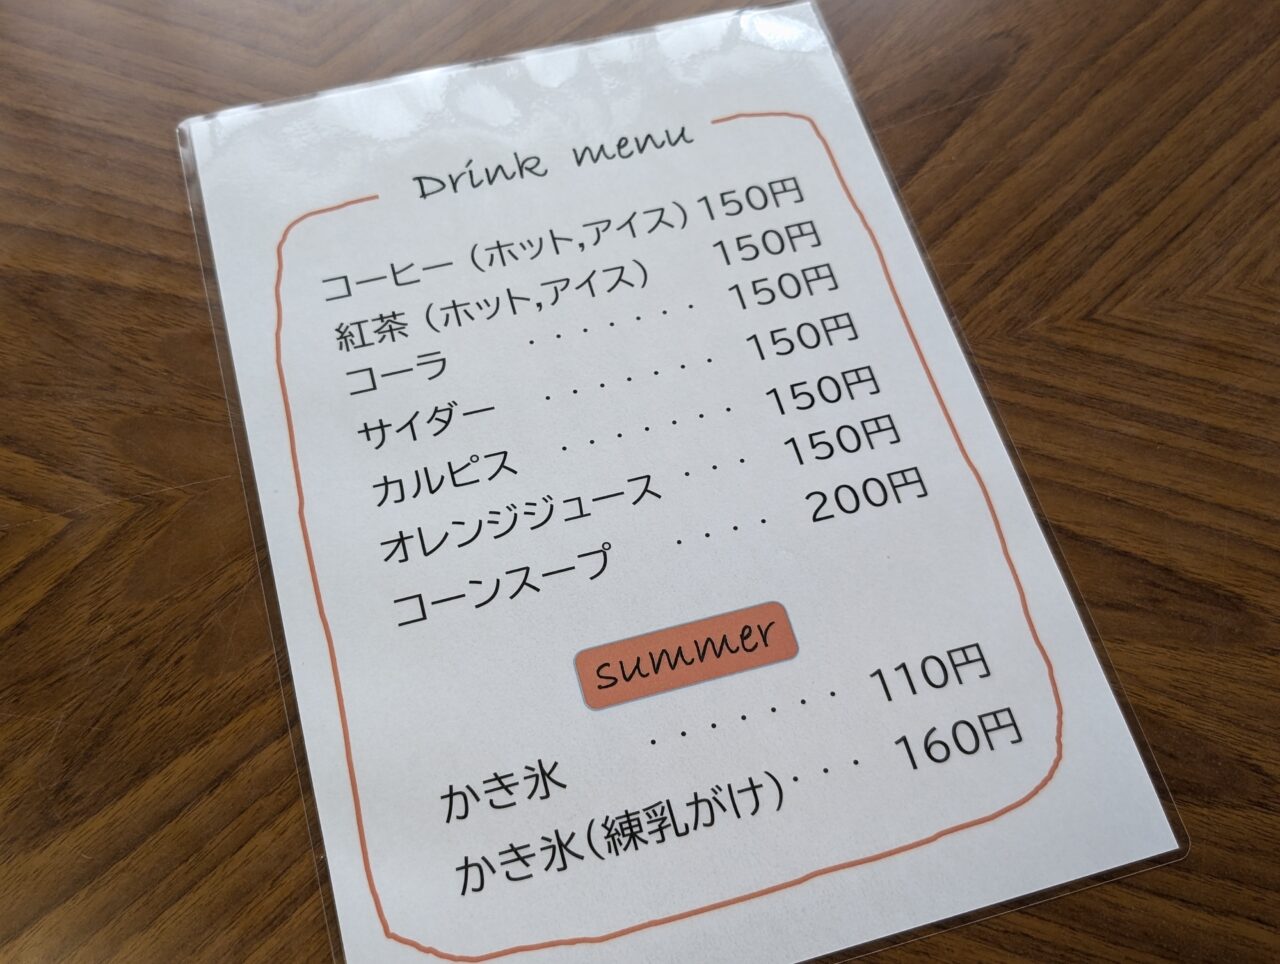 Drink menu
コーヒー（ホット,アイス）150円
紅茶（ホット,アイス） 150円
コーラ ・・・・・・・ 150円
サイダー ・・・・・・・ 150円
カルピス ・・・・・・・ 150円
オレンジジュース ・・・ 150円
コーンスープ ・・・・ 200円
summer
かき氷 ・・・・・・・ 110円
かき氷（練乳がけ）・・・ 160円